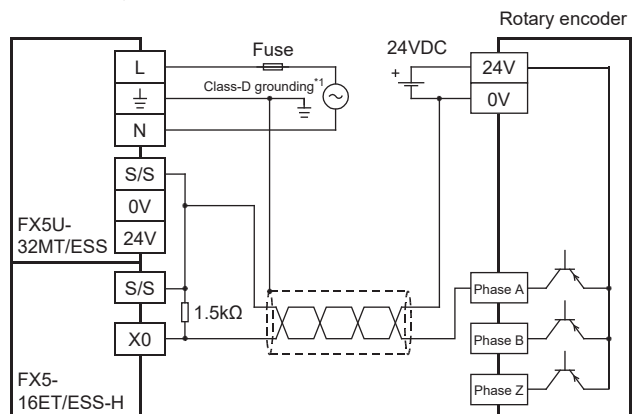 Rotary encoder
L
Fuse
24VDC
+
24V
Class-D grounding*1
0V
N
S/S
0V
24V
FX5U-
32MT/ESS
S/S
1.5kΩ
X0
FX5-
16ET/ESS-H
Phase A
Phase B
Phase Z